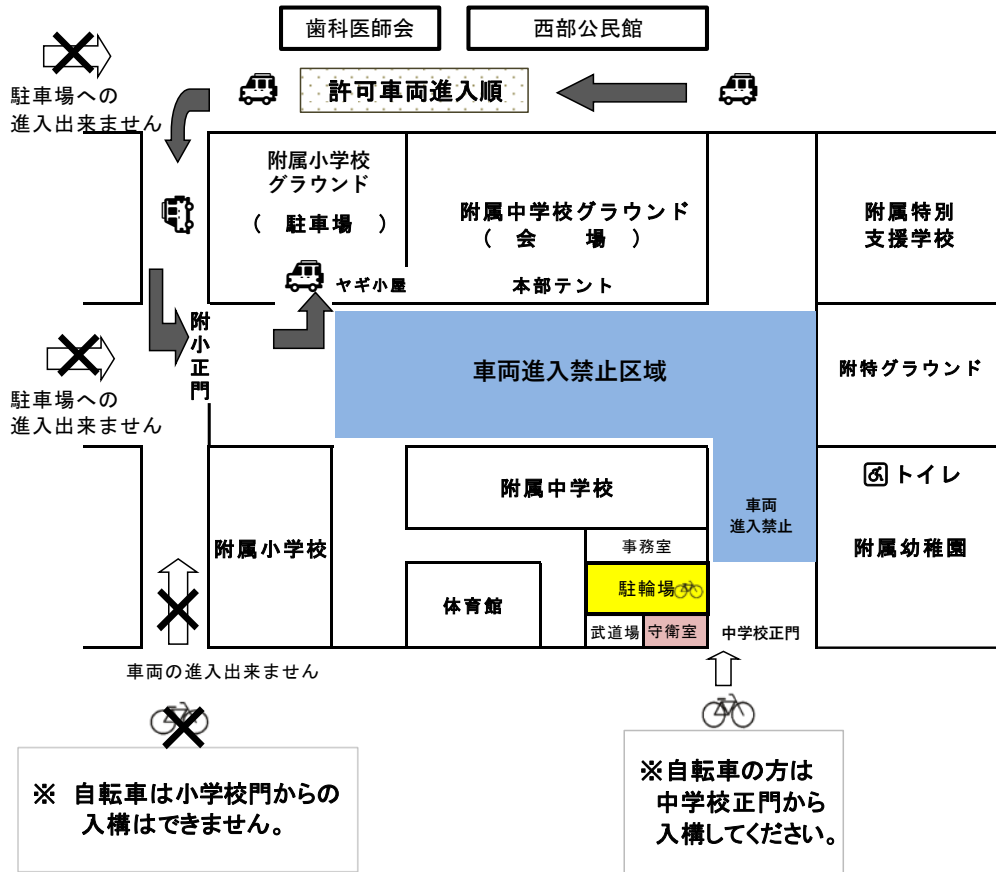 歯科医師会
西部公民館
許可車両進入順
駐車場への
進入出来ません
附属小学校
グラウンド
（　駐車場　）
附属中学校グラウンド
（　会　　場　）
附属特別
支援学校
ヤギ小屋
本部テント
附小正門
車両進入禁止区域
附特グラウンド
駐車場への
進入出来ません
附属中学校
トイレ
車両
進入禁止
附属小学校
事務室
附属幼稚園
駐輪場
体育館
武道場
守衛室
中学校正門
車両の進入出来ません
※　自転車は小学校門からの
入構はできません。
※自転車の方は
中学校正門から
入構してください。